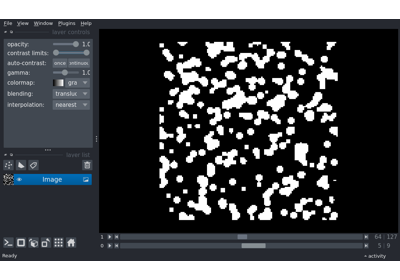 File View Window Plugins Help
layer controls
opacity: 1.0
contrast limits:
auto-contrast: once
gamma: 1.0
colormap: gra
blending: translu
interpolation: nearest
layer list
Image
1 64 127
0 5 9
Ready activity